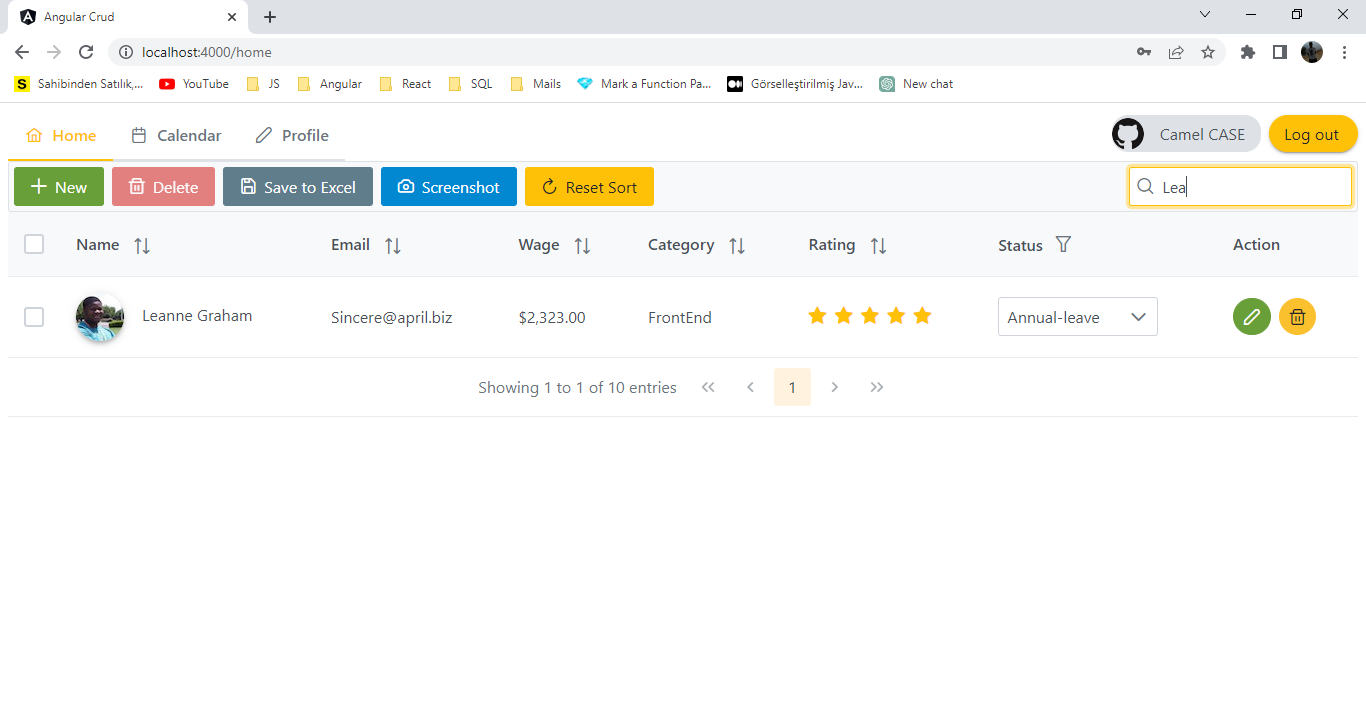 Angular Crud
localhost:4000/home
S Sahibinden Satılık,... YouTube JS Angular React SQL Mails Mark a Function Pa... Görselleştirilmiş Jav... New chat
Home Calendar Profile Camel CASE Log out
New Delete Save to Excel Screenshot Reset Sort Lea
Name Email Wage Category Rating Status Action
Leanne Graham Sincere@april.biz $2,323.00 FrontEnd Annual-leave
Showing 1 to 1 of 10 entries 1